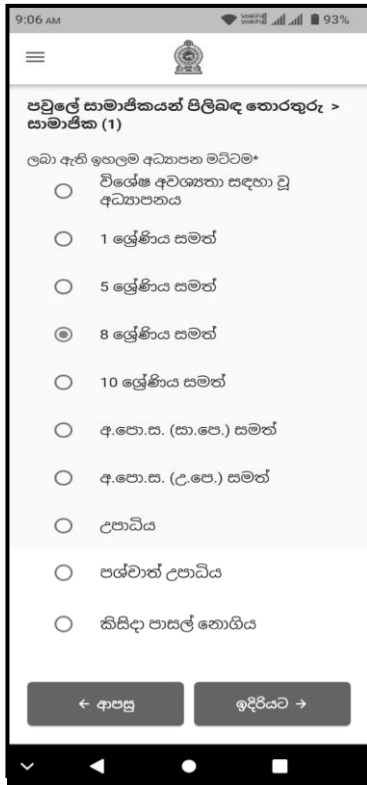 9:06 AM 93%
පවුලේ සාමාජිකයන් පිලිබඳ තොරතුරු >
සාමාජික (1)
ලබා ඇති ඉහලම අධ්‍යාපන මට්ටම*
විශේෂ අවශ්‍යතා සඳහා වූ
අධ්‍යාපනය
1 ශ්‍රේණිය සමත්
5 ශ්‍රේණිය සමත්
8 ශ්‍රේණිය සමත්
10 ශ්‍රේණිය සමත්
අ.පො.ස. (සා.පෙ.) සමත්
අ.පො.ස. (උ.පෙ.) සමත්
උපාධිය
පශ්චාත් උපාධිය
කිසිදා පාසල් නොගිය
← ආපසු ඉදිරියට →